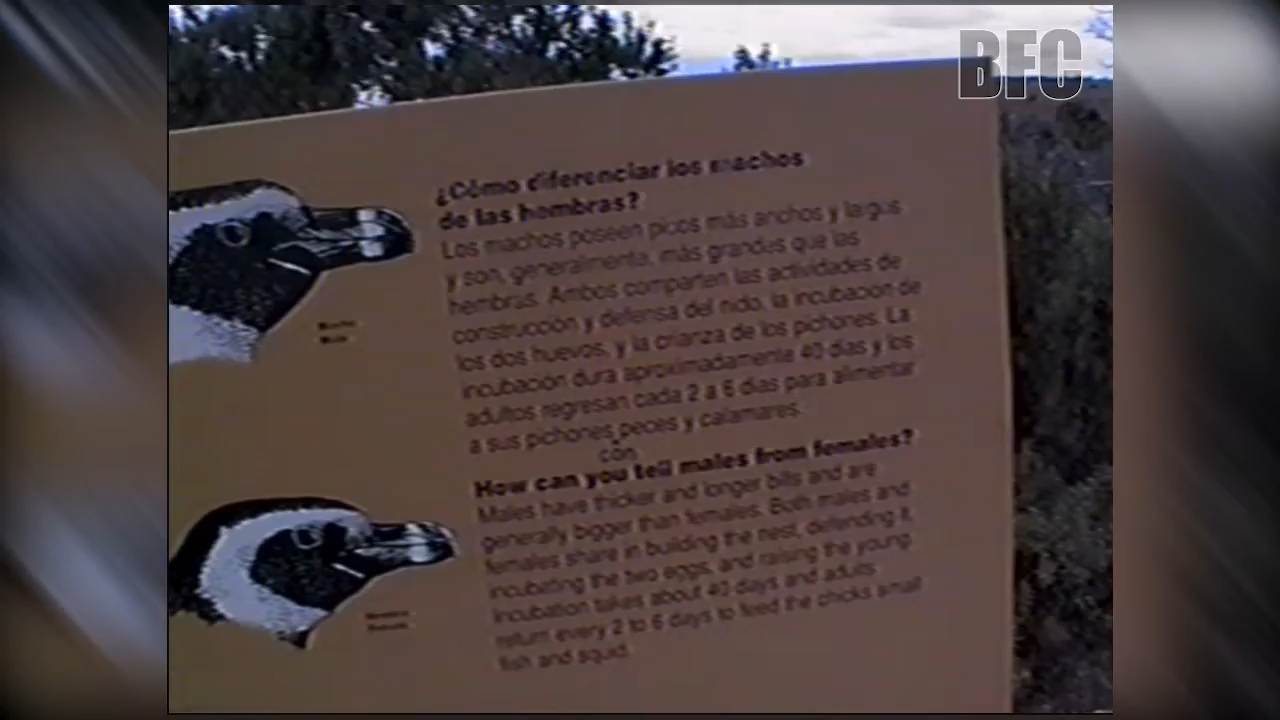 BFC
¿Cómo diferenciar los machos
de las hembras?
Los machos poseen picos más anchos y largos
y son, generalmente, más grandes que las
hembras. Ambos comparten las actividades de
construcción y defensa del nido, la incubación de
los dos huevos, y la crianza de los pichones. La
incubación dura aproximadamente 40 días y los
adultos regresan cada 2 a 6 días para alimentar
a sus pichones peces y calamares.
con
Macho
Male
How can you tell males from females?
Males have thicker and longer bills and are
generally bigger than females. Both males and
females share in building the nest, defending it,
incubating the two eggs, and raising the young.
Incubation takes about 40 days and adults
return every 2 to 6 days to feed the chicks small
fish and squid.
Hembra
Female